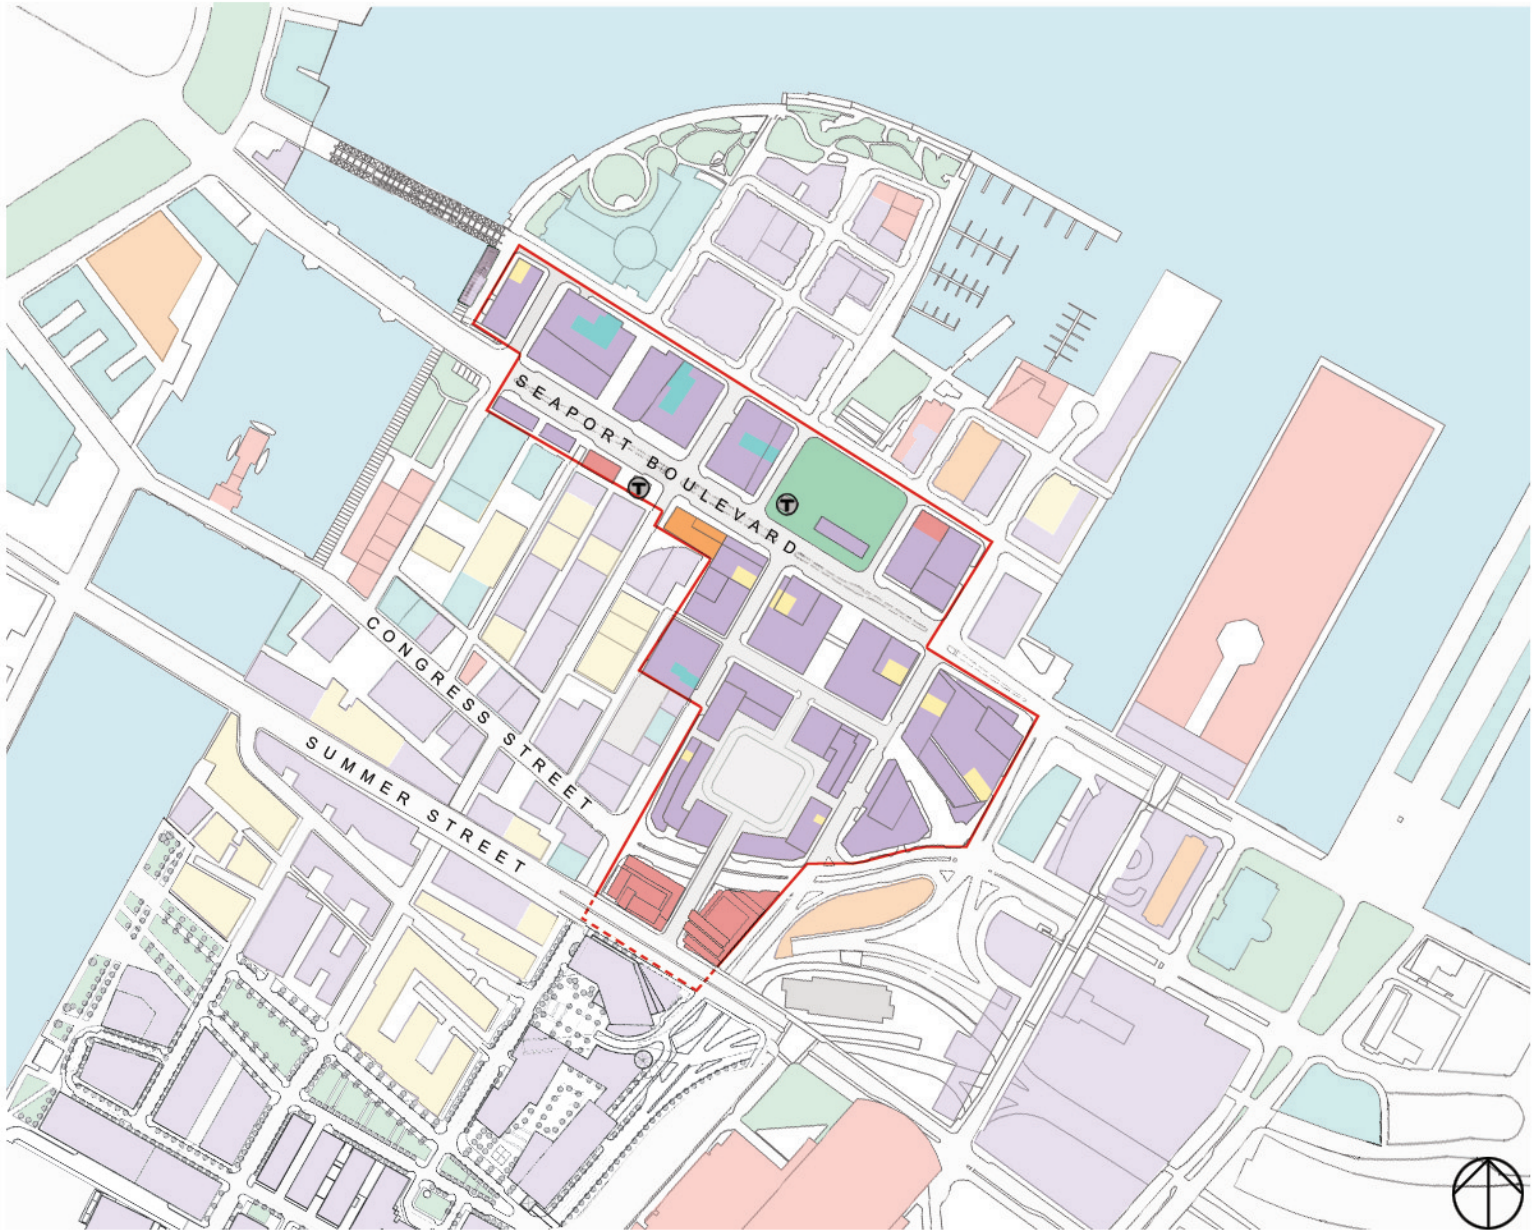 SEAPORT BOULEVARD
T
T
CONGRESS STREET
SUMMER STREET